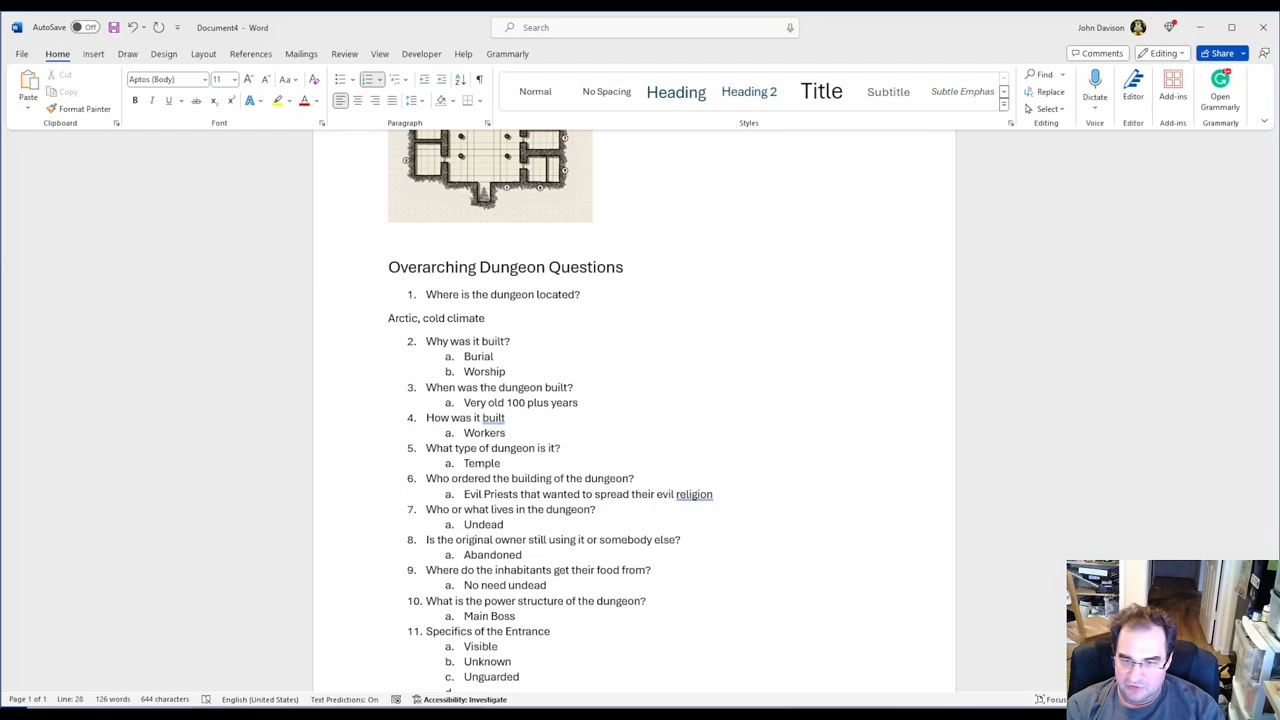 AutoSave Off Document4 - Word Search John Davison
File Home Insert Draw Design Layout References Mailings Review View Developer Help Grammarly Comments Editing Share
Paste Cut Copy Format Painter Clipboard
Aptos (Body) 11 Font
Paragraph
Normal No Spacing Heading Heading 2 Title Subtitle Subtle Emphas Styles
Find Replace Select Editing
Dictate Voice
Editor Editor
Add-ins Add-ins
Open Grammarly Grammarly
Overarching Dungeon Questions
1. Where is the dungeon located?
Arctic, cold climate
2. Why was it built?
a. Burial
b. Worship
3. When was the dungeon built?
a. Very old 100 plus years
4. How was it built
a. Workers
5. What type of dungeon is it?
a. Temple
6. Who ordered the building of the dungeon?
a. Evil Priests that wanted to spread their evil religion
7. Who or what lives in the dungeon?
a. Undead
8. Is the original owner still using it or somebody else?
a. Abandoned
9. Where do the inhabitants get their food from?
a. No need undead
10. What is the power structure of the dungeon?
a. Main Boss
11. Specifics of the Entrance
a. Visible
b. Unknown
c. Unguarded
Page 1 of 1 Line: 28 126 words 644 characters English (United States) Text Predictions: On Accessibility: Investigate Focus